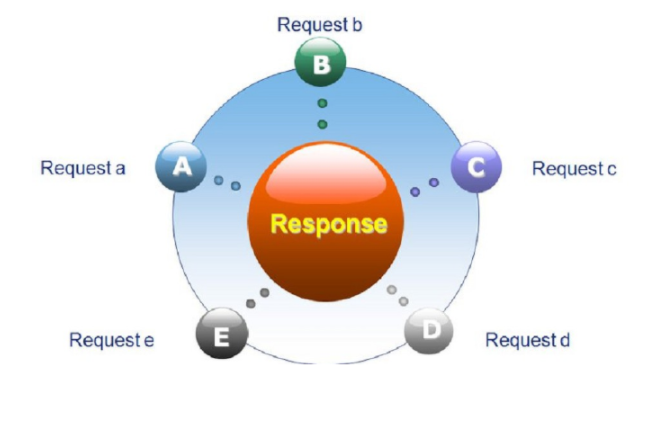 Request b
B
Request a
A
C
Request c
Response
Request e
E
D
Request d